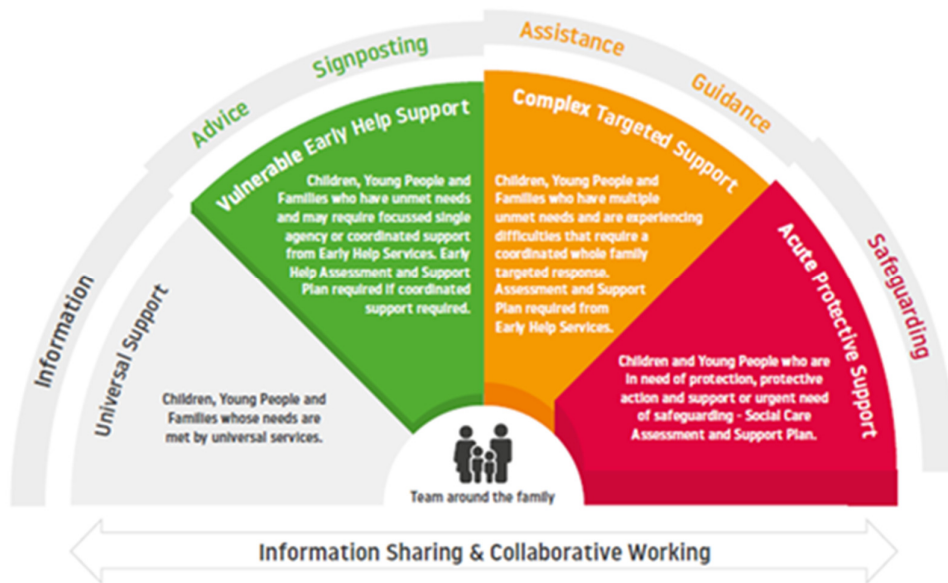 Information
Advice
Signposting
Assistance
Guidance
Safeguarding
Universal Support
Children, Young People and
Families whose needs are
met by universal services.
Vulnerable Early Help Support
Children, Young People and
Families who have unmet needs
and may require focussed single
agency or coordinated support
from Early Help Services. Early
Help Assessment and Support
Plan required if coordinated
support required.
Complex Targeted Support
Children, Young People and
Families who have multiple
unmet needs and are experiencing
difficulties that require a
coordinated whole family
targeted response.
Assessment and Support
Plan required from
Early Help Services.
Acute Protective Support
Children and Young People who are
in need of protection, protective
action and support or urgent need
of safeguarding - Social Care
Assessment and Support Plan.
Team around the family
Information Sharing & Collaborative Working